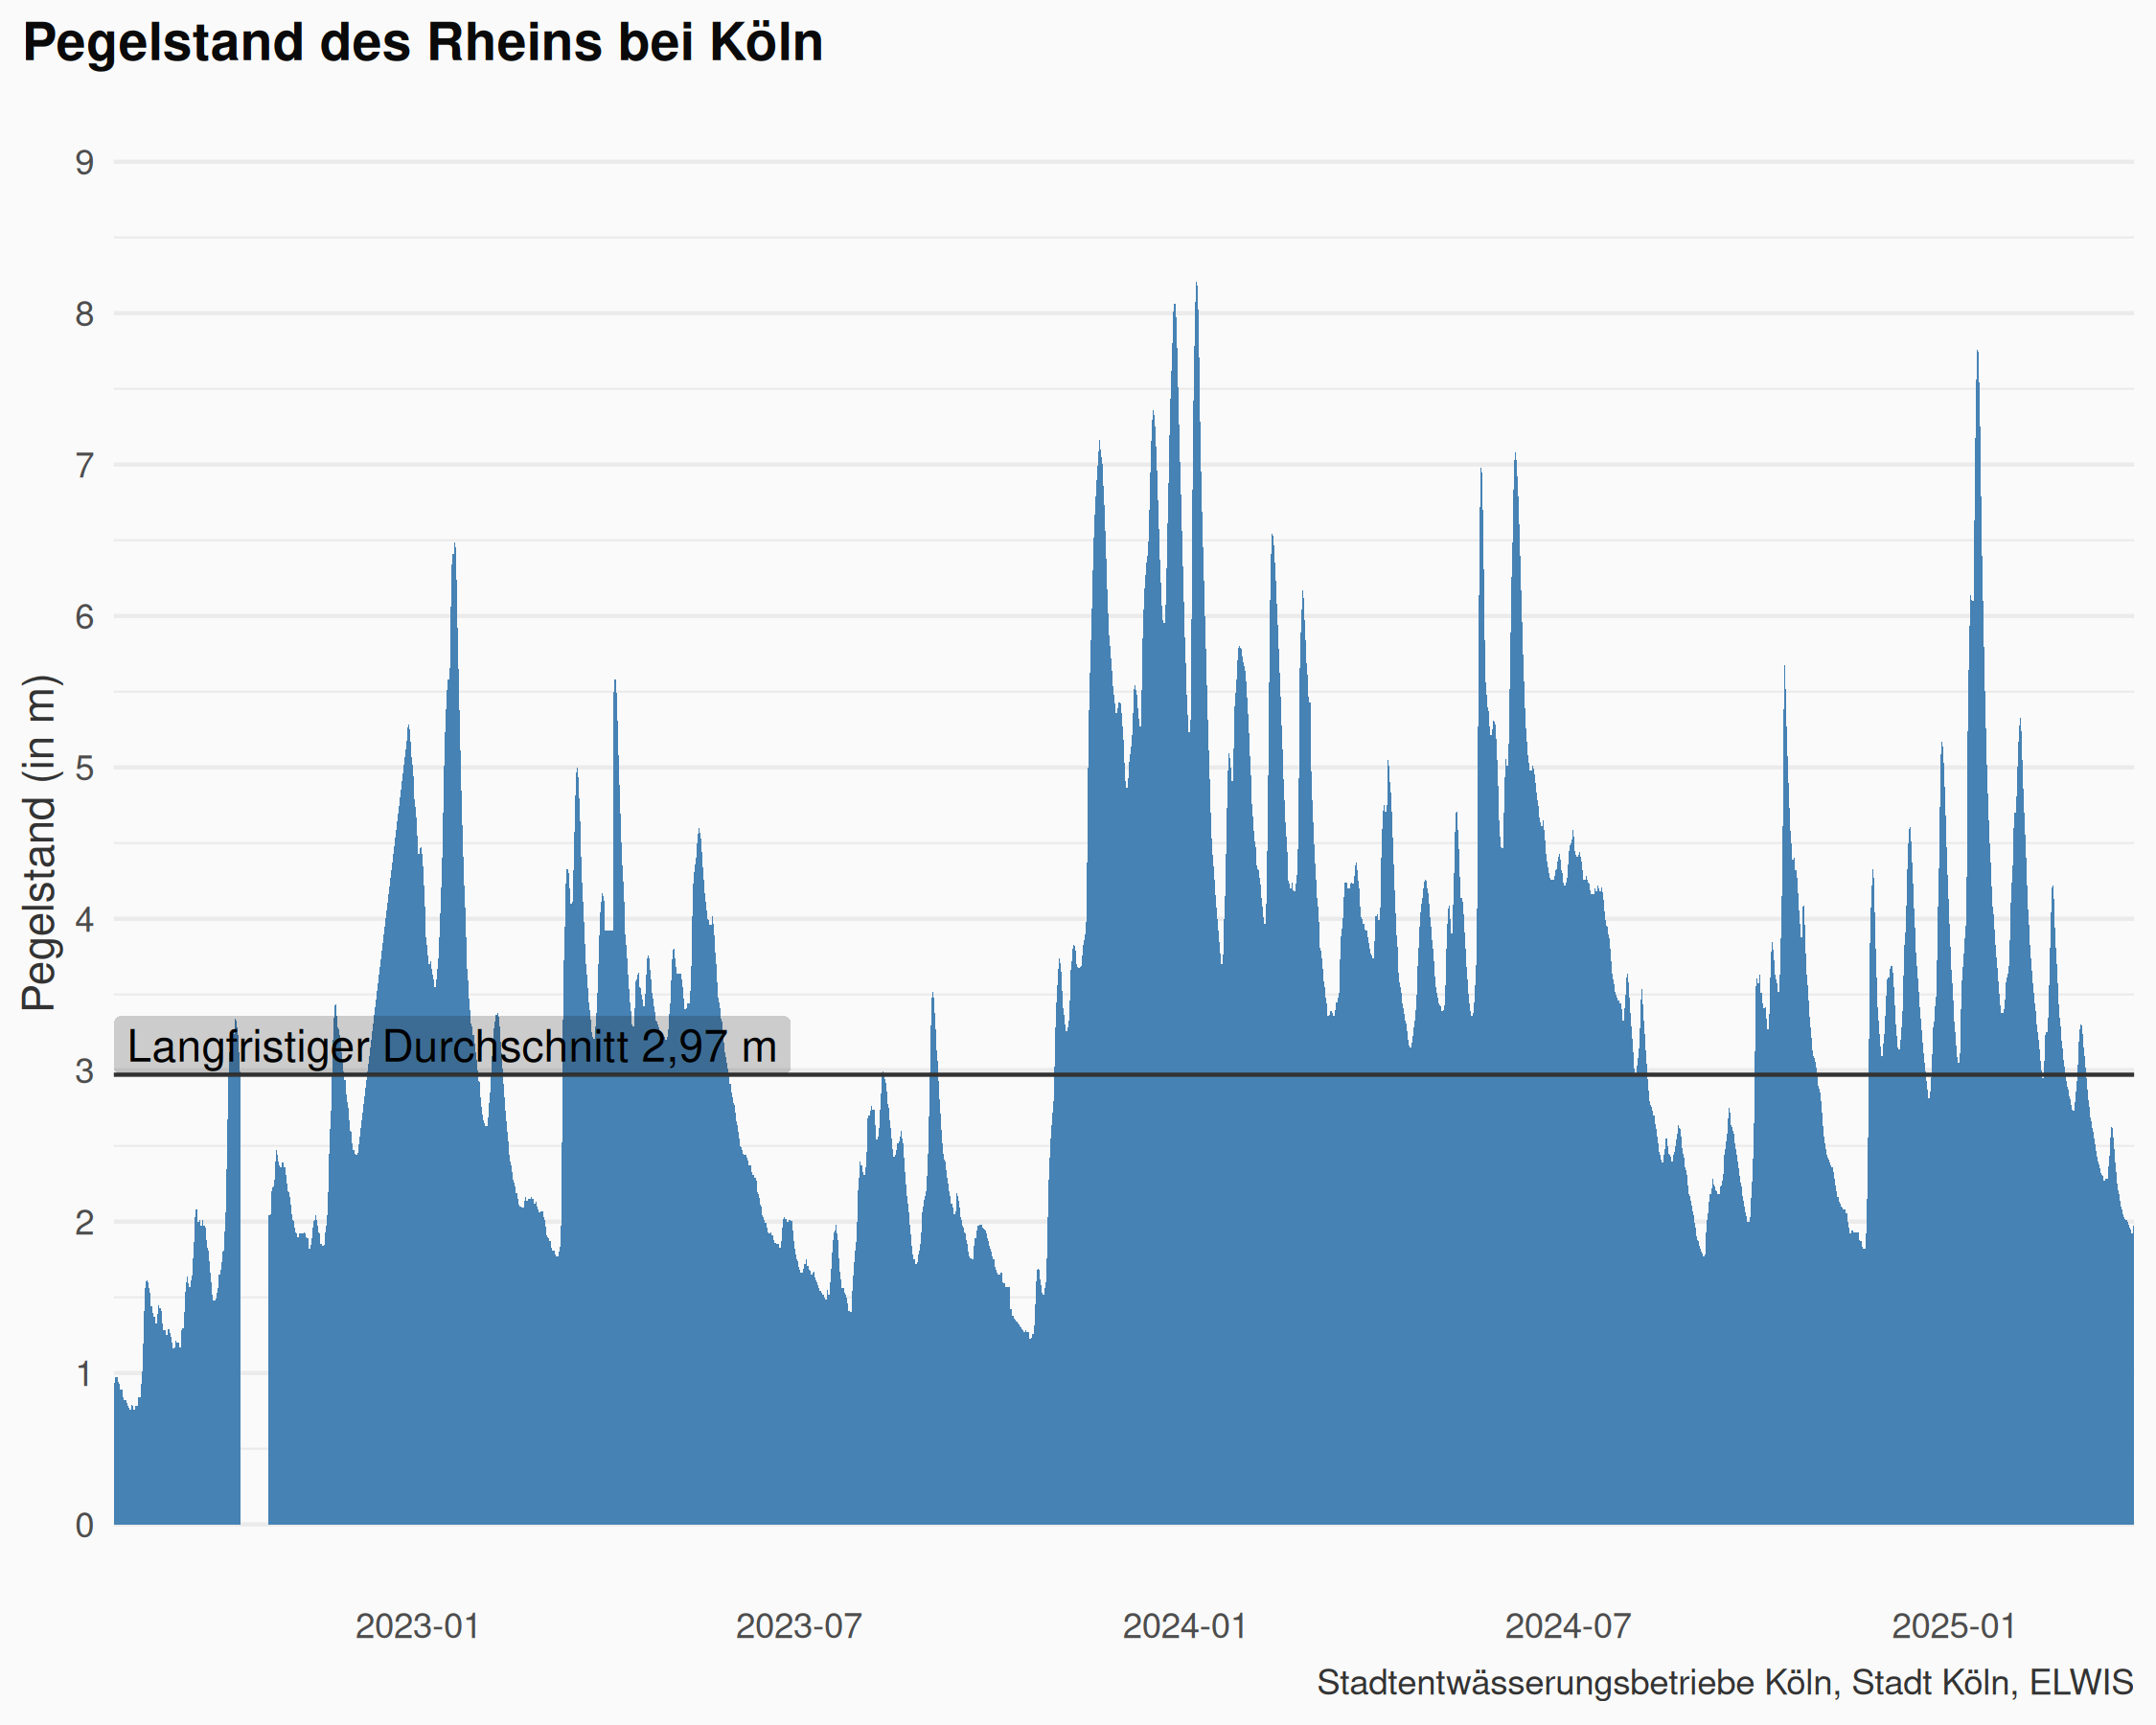 Pegelstand des Rheins bei Köln
Pegelstand (in m)
9
8
7
6
5
4
3
2
1
0
Langfristiger Durchschnitt 2,97 m
2023-01 2023-07 2024-01 2024-07 2025-01
Stadtentwässerungsbetriebe Köln, Stadt Köln, ELWIS